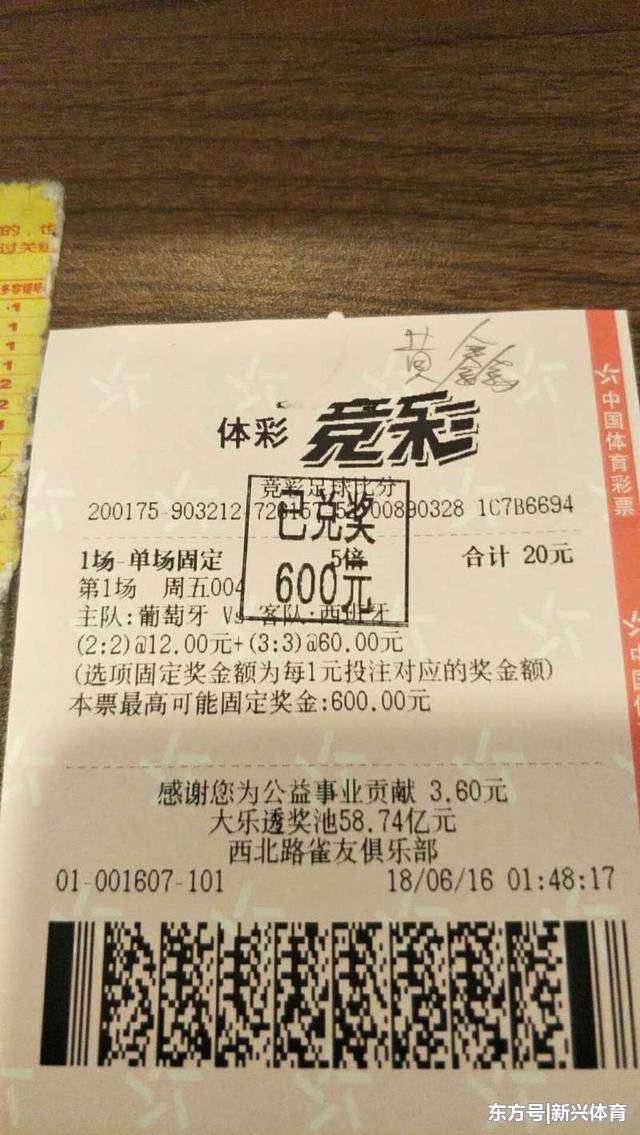 的,也
过关
黄鑫鑫
体彩 竞彩
竞彩足球比分
200175-903212
00890328 1C7B6694
已兑奖
600元
1场-单场固定 5倍 合计 20元
第1场 周五004
主队:葡萄牙 Vs 客队:西班牙
(2:2)@12.00元+(3:3)@60.00元
(选项固定奖金额为每1元投注对应的奖金额)
本票最高可能固定奖金:600.00元
感谢您为公益事业贡献 3.60元
大乐透奖池58.74亿元
西北路雀友俱乐部
01-001607-101 18/06/16 01:48:17
中国体育彩票
中国体
东方号|新兴体育